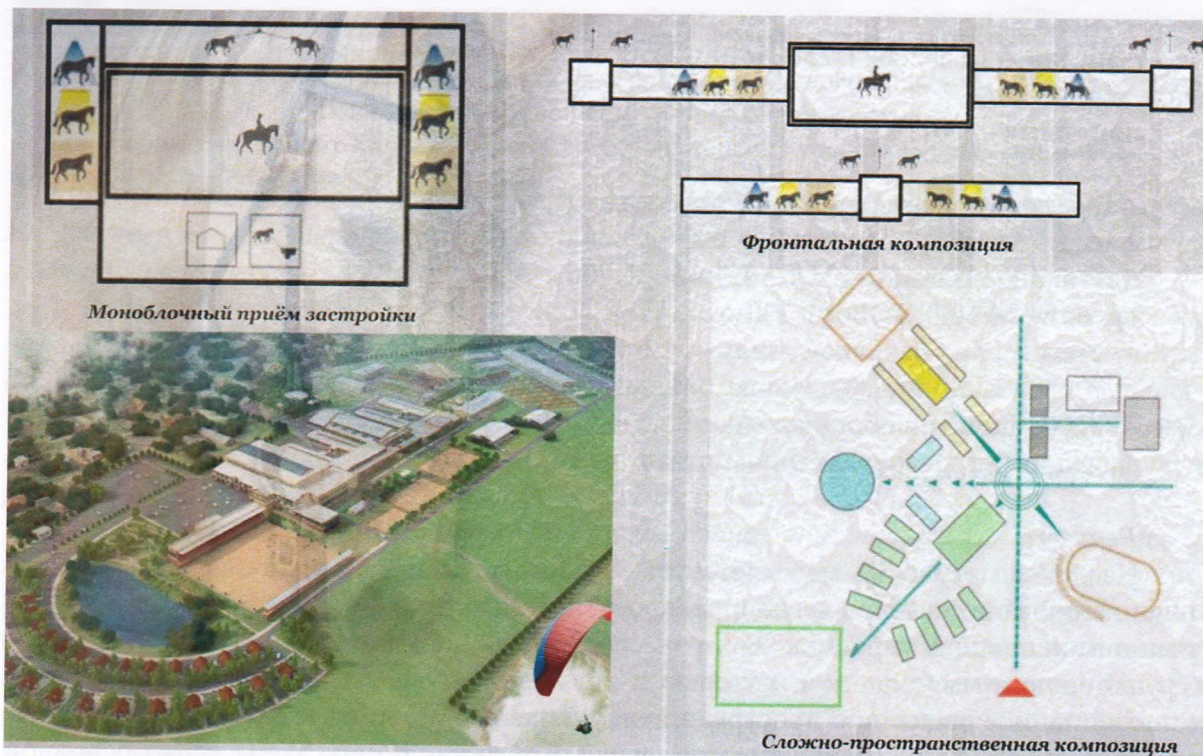 Моноблочный приём застройки
Фронтальная композиция
Сложно-пространственная композиция